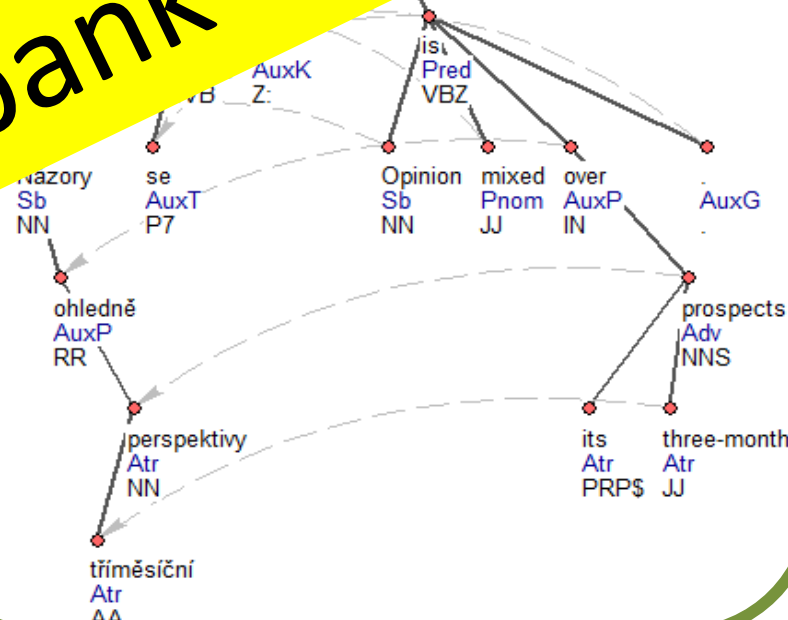 bank
is
Pred
VBZ
AuxK
VB Z:
Názory
Sb
NN
se
AuxT
P7
Opinion
Sb
NN
mixed
Pnom
JJ
over
AuxP
IN
.
AuxG
.
ohledně
AuxP
RR
prospects
Adv
NNS
perspektivy
Atr
NN
its
Atr
PRP$
three-month
Atr
JJ
tříměsíční
Atr
AA